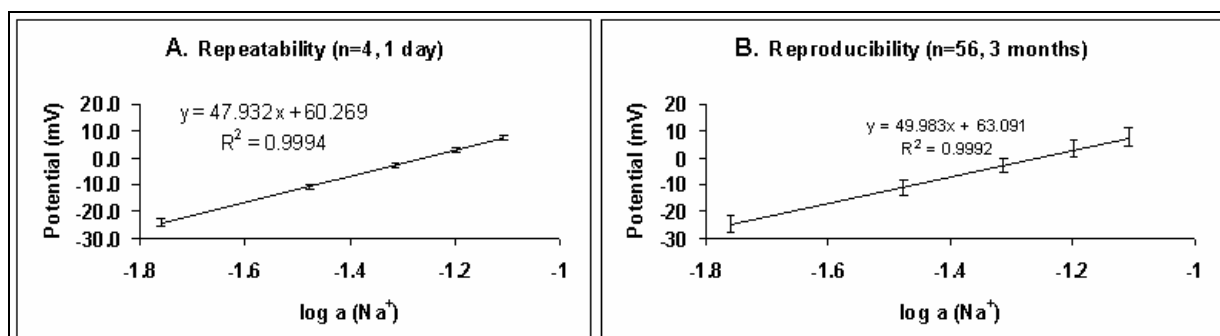 A. Repeatability (n=4, 1 day)
y = 47.932x + 60.269
R² = 0.9994
Potential (mV)
20.0
10.0
0.0
-10.0
-20.0
-30.0
-1.8 -1.6 -1.4 -1.2 -1
log a (Na⁺)
B. Reproducibility (n=56, 3 months)
y = 49.983x + 63.091
R² = 0.9992
Potential (mV)
20
10
0
-10
-20
-30
-1.8 -1.6 -1.4 -1.2 -1
log a (Na⁺)